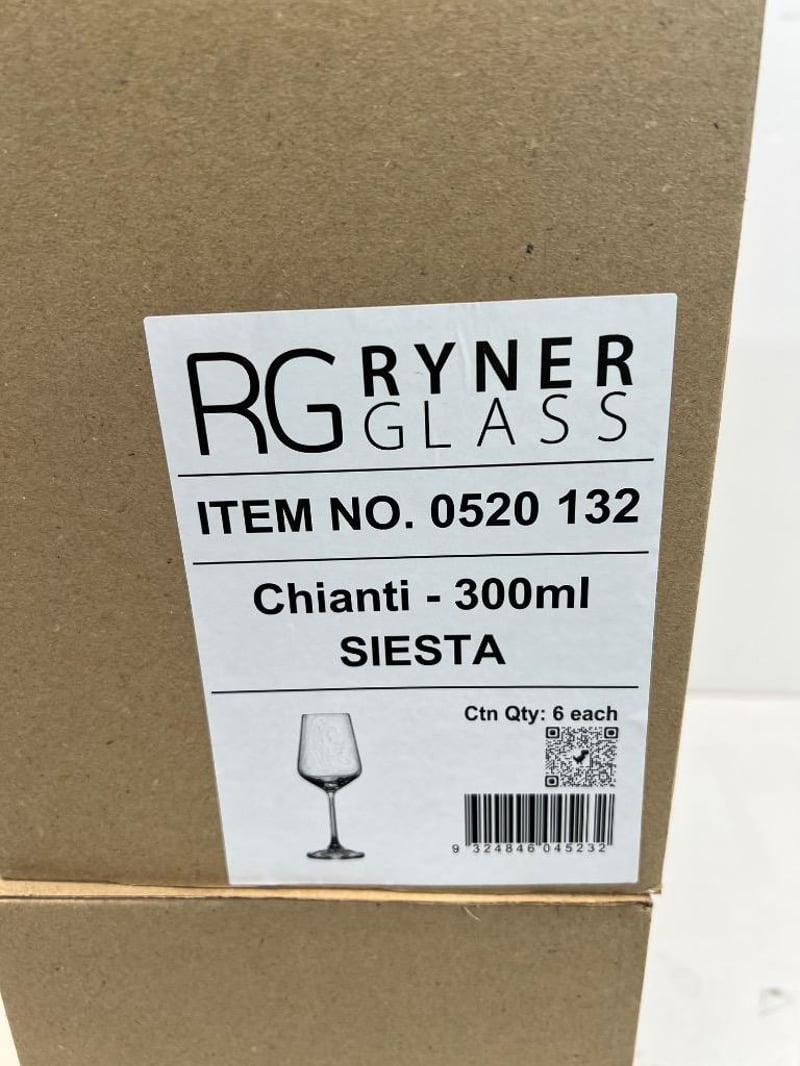 RG RYNER
GLASS
ITEM NO. 0520 132
Chianti - 300ml
SIESTA
Ctn Qty: 6 each
9 324846 045232